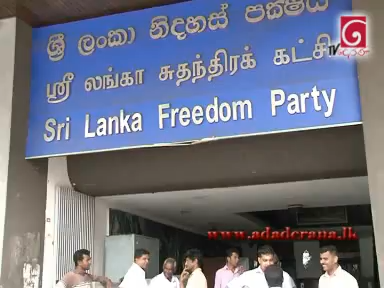 ශ්‍රී ලංකා නිදහස් පක්ෂය
ஸ்ரீ லங்கா சுதந்திரக் கட்சி
Sri Lanka Freedom Party
www.adaderana.lk